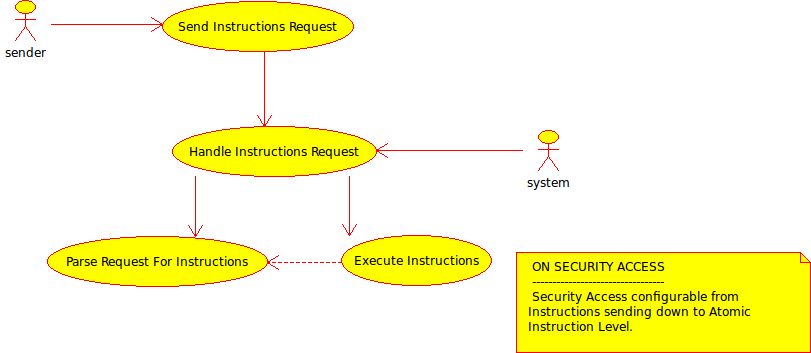 Send Instructions Request
sender
Handle Instructions Request
system
Parse Request For Instructions
Execute Instructions
ON SECURITY ACCESS
---------------------------------
Security Access configurable from
Instructions sending down to Atomic
Instruction Level.